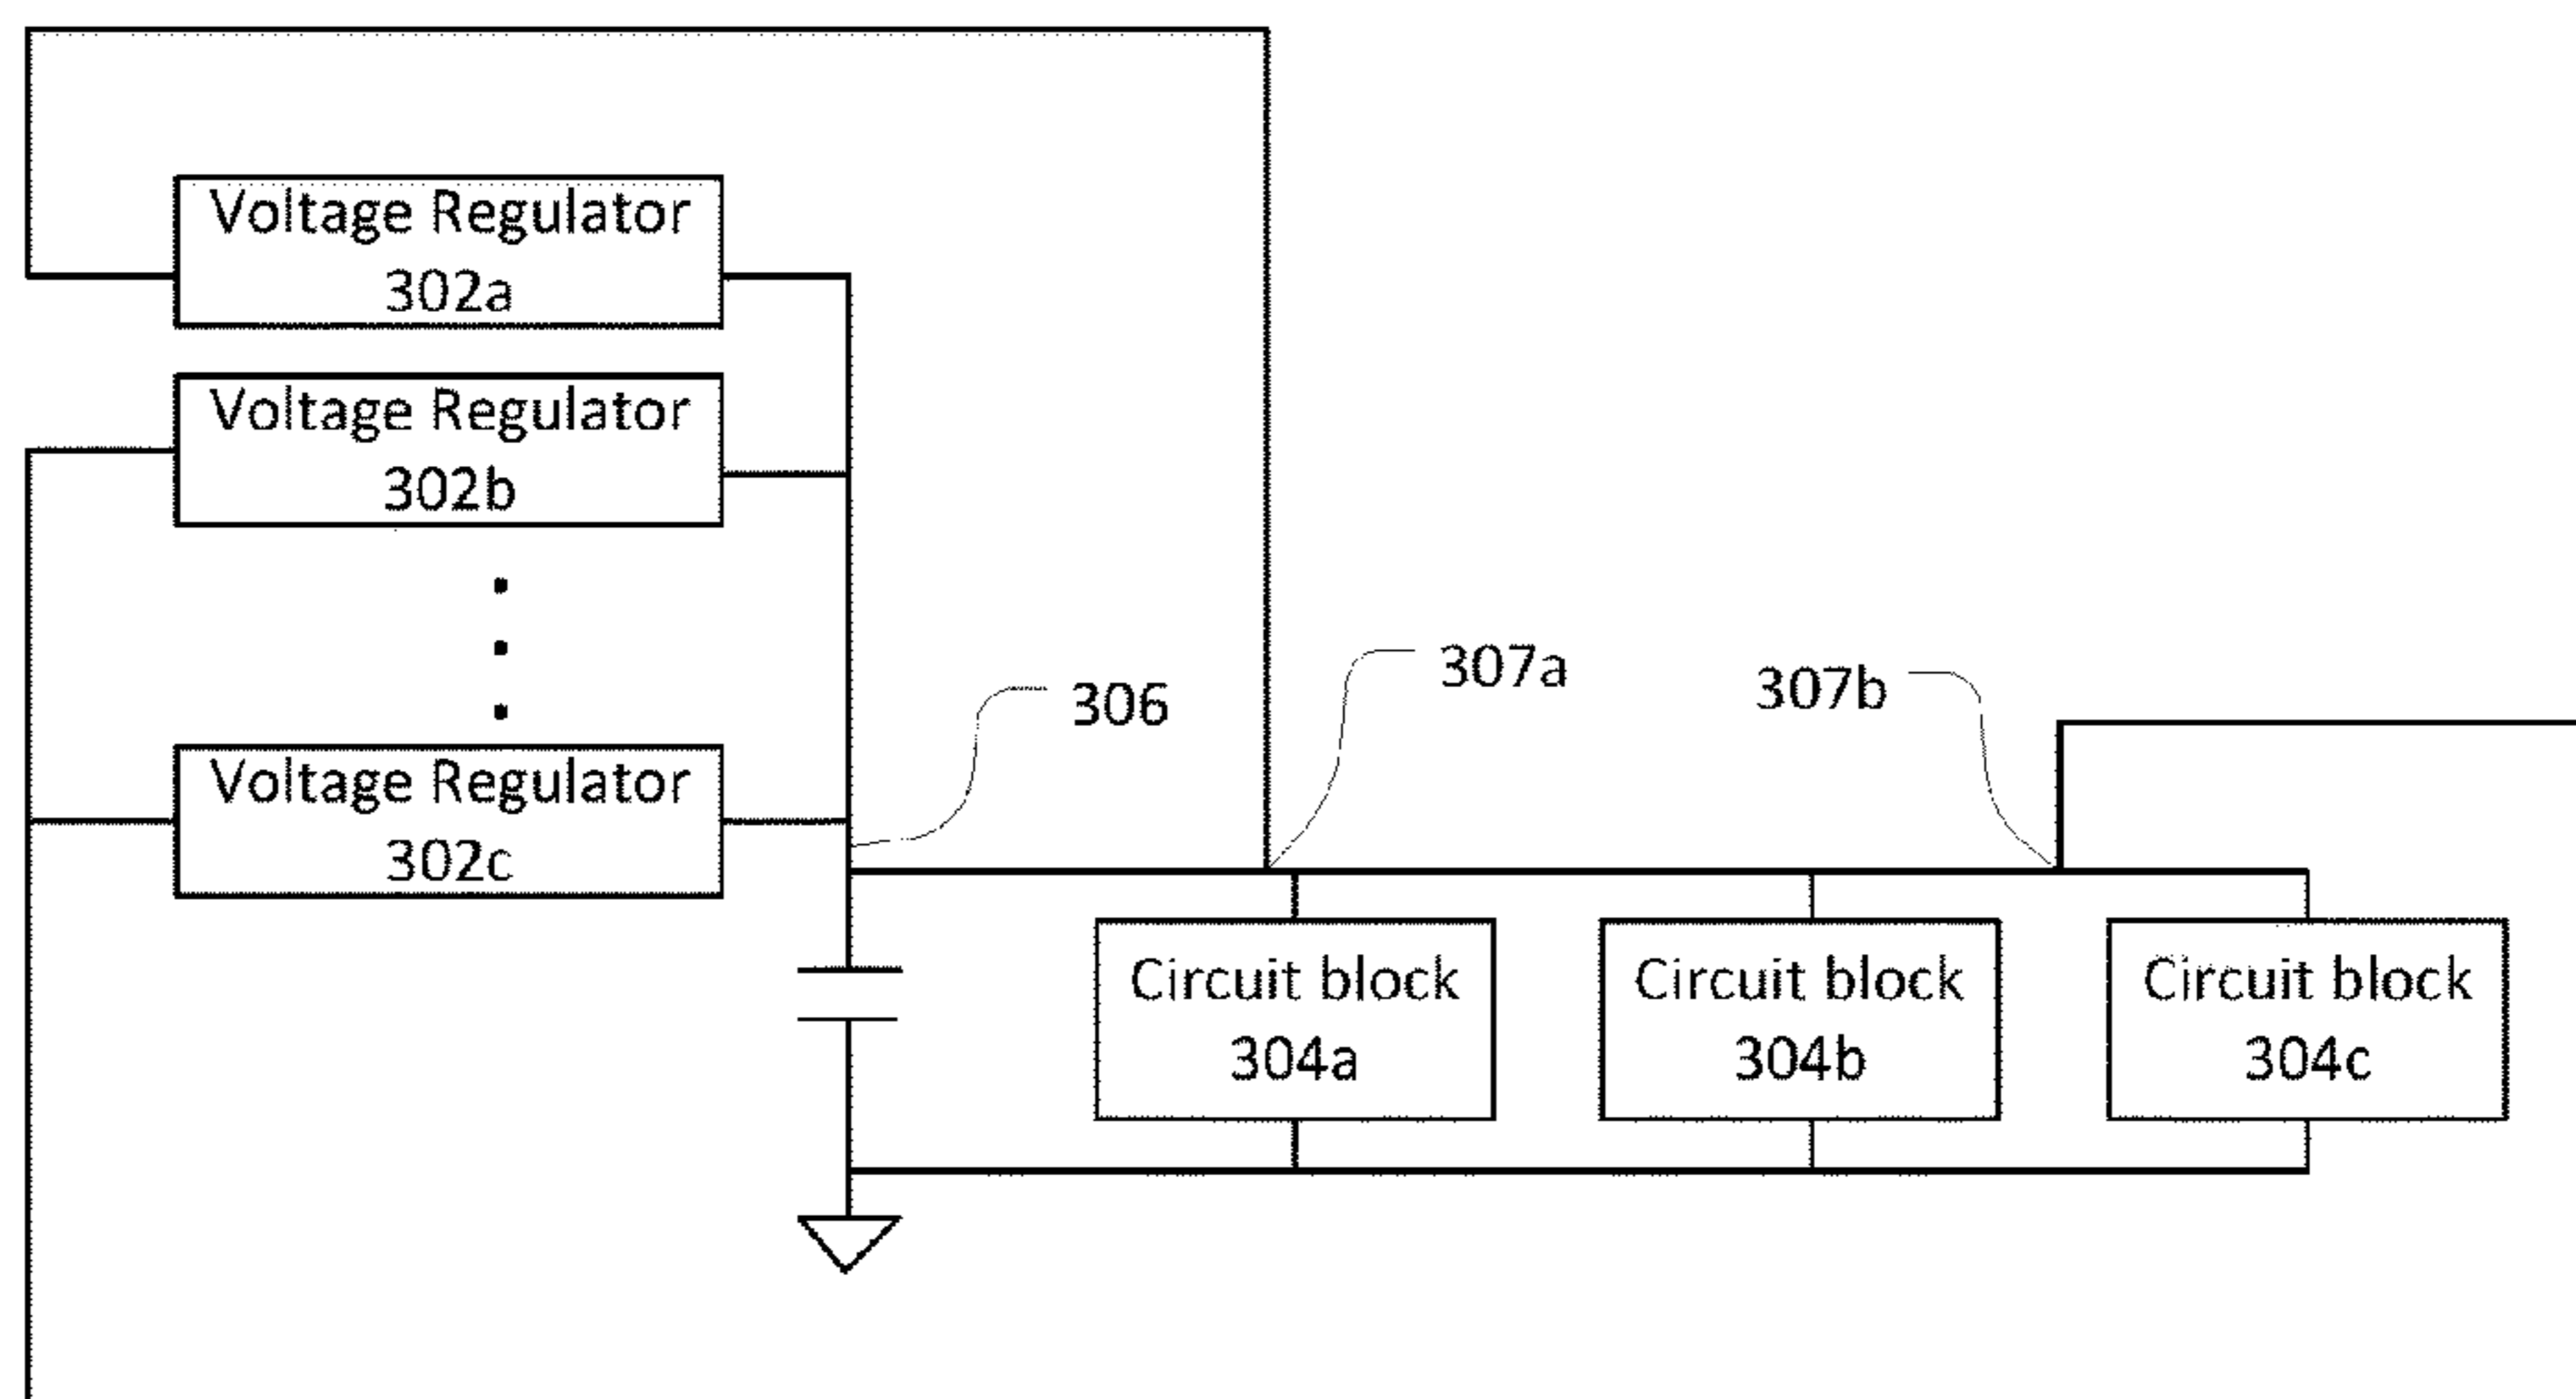 Voltage Regulator
302a
Voltage Regulator
302b
Voltage Regulator
302c
306
307a
307b
Circuit block
304a
Circuit block
304b
Circuit block
304c